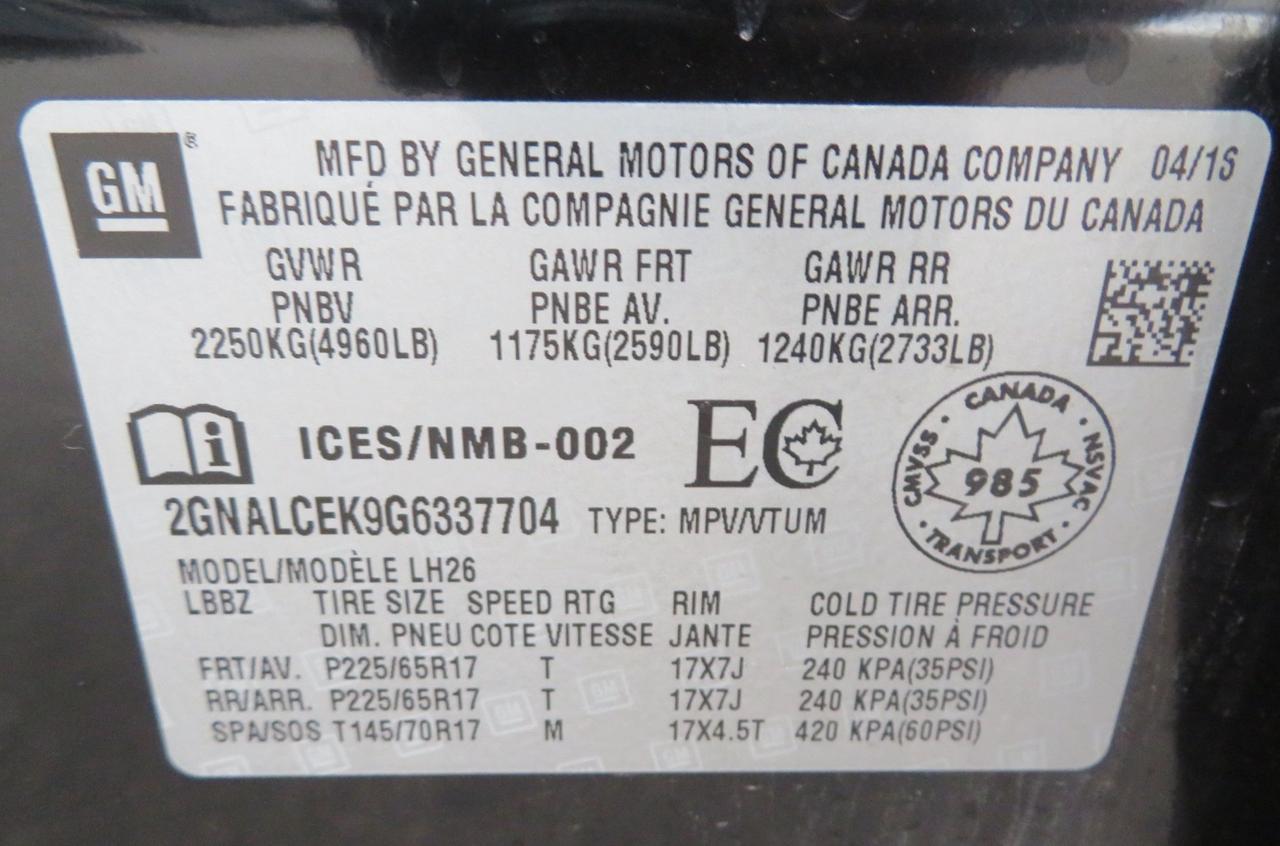 GM®
MFD BY GENERAL MOTORS OF CANADA COMPANY 04/16
FABRIQUÉ PAR LA COMPAGNIE GENERAL MOTORS DU CANADA
GVWR GAWR FRT GAWR RR
PNBV PNBE AV. PNBE ARR.
2250KG(4960LB) 1175KG(2590LB) 1240KG(2733LB)
i ICES/NMB-002 EC
CANADA
CMVSS 985 NSVAC
TRANSPORT
2GNALCEK9G6337704 TYPE: MPV/VTUM
MODEL/MODÈLE LH26
LBBZ TIRE SIZE SPEED RTG RIM COLD TIRE PRESSURE
DIM. PNEU COTE VITESSE JANTE PRESSION À FROID
FRT/AV. P225/65R17 T 17X7J 240 KPA(35PSI)
RR/ARR. P225/65R17 T 17X7J 240 KPA(35PSI)
SPA/SOS T145/70R17 M 17X4.5T 420 KPA(60PSI)